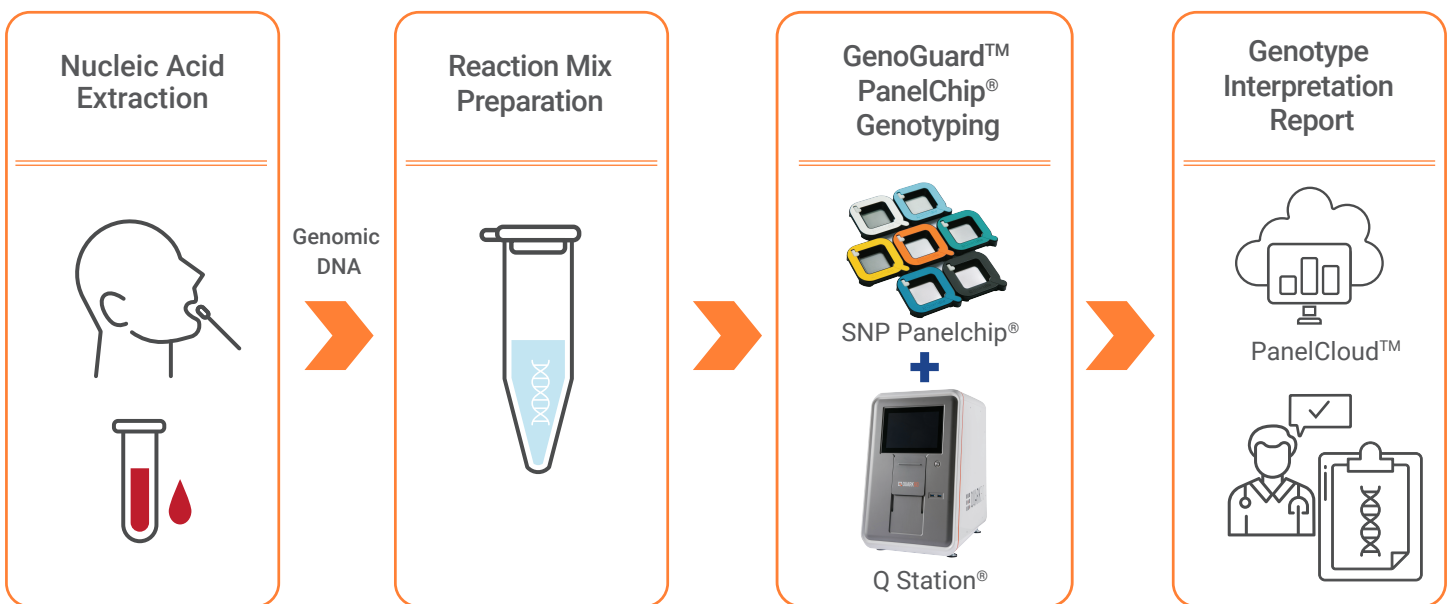 Nucleic Acid
Extraction
Genomic
DNA
Reaction Mix
Preparation
GenoGuard™
PanelChip®
Genotyping
SNP Panelchip®
Q Station®
Genotype
Interpretation
Report
PanelCloud™